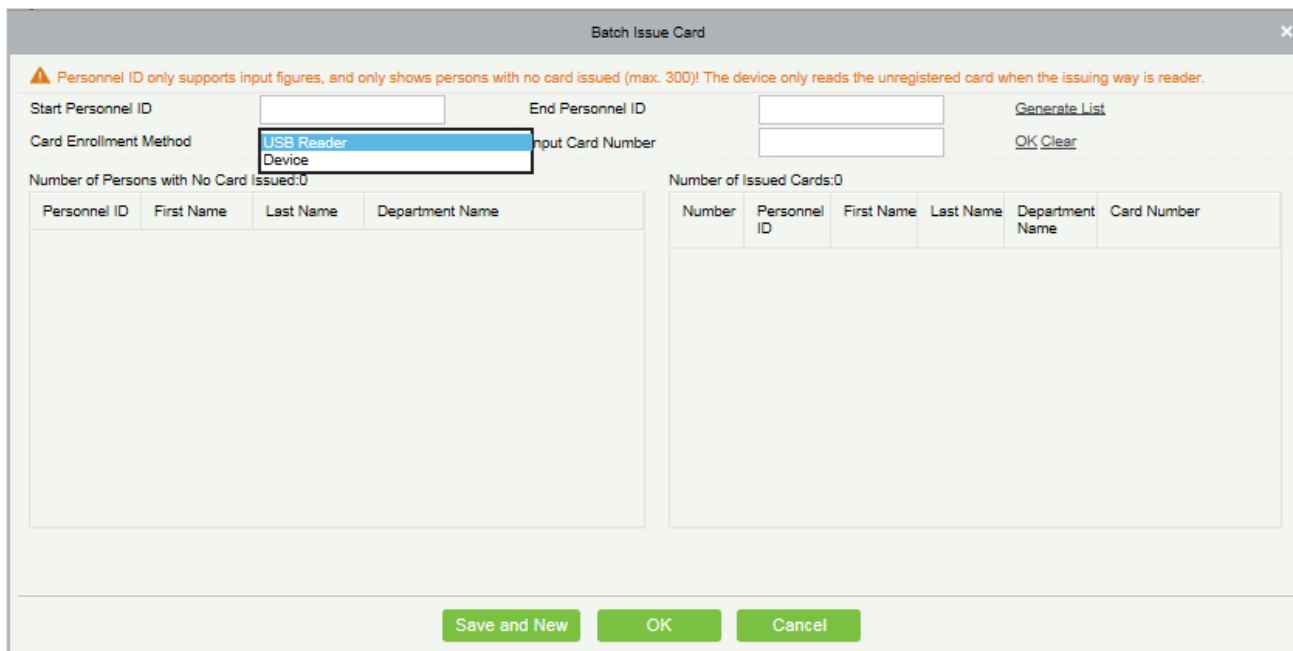 Batch Issue Card
Personnel ID only supports input figures, and only shows persons with no card issued (max. 300)! The device only reads the unregistered card when the issuing way is reader.
Start Personnel ID End Personnel ID Generate List
Card Enrollment Method USB Reader nput Card Number OK Clear
Device
Number of Persons with No Card Issued:0 Number of Issued Cards:0
Personnel ID First Name Last Name Department Name Number Personnel ID First Name Last Name Department Name Card Number
Save and New OK Cancel